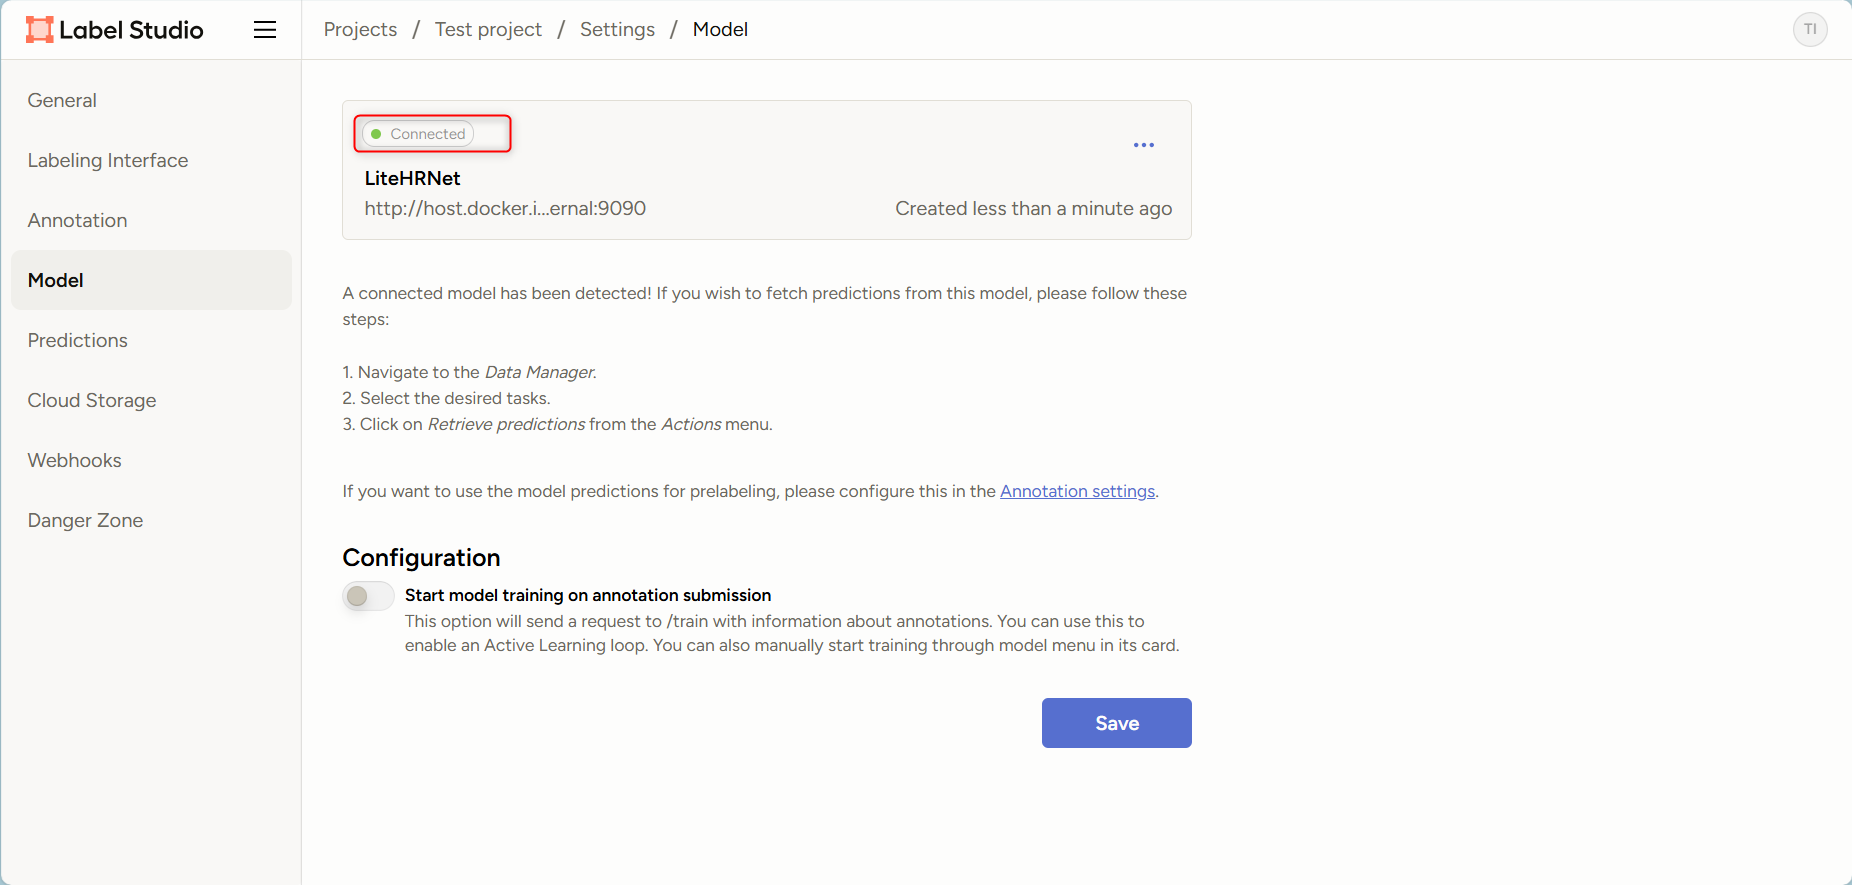 Label Studio
Projects / Test project / Settings / Model
TI
General
Labeling Interface
Annotation
Model
Predictions
Cloud Storage
Webhooks
Danger Zone
Connected
LiteHRNet
http://host.docker.i...ernal:9090
Created less than a minute ago
A connected model has been detected! If you wish to fetch predictions from this model, please follow these
steps:
1. Navigate to the Data Manager.
2. Select the desired tasks.
3. Click on Retrieve predictions from the Actions menu.
If you want to use the model predictions for prelabeling, please configure this in the Annotation settings.
Configuration
Start model training on annotation submission
This option will send a request to /train with information about annotations. You can use this to
enable an Active Learning loop. You can also manually start training through model menu in its card.
Save